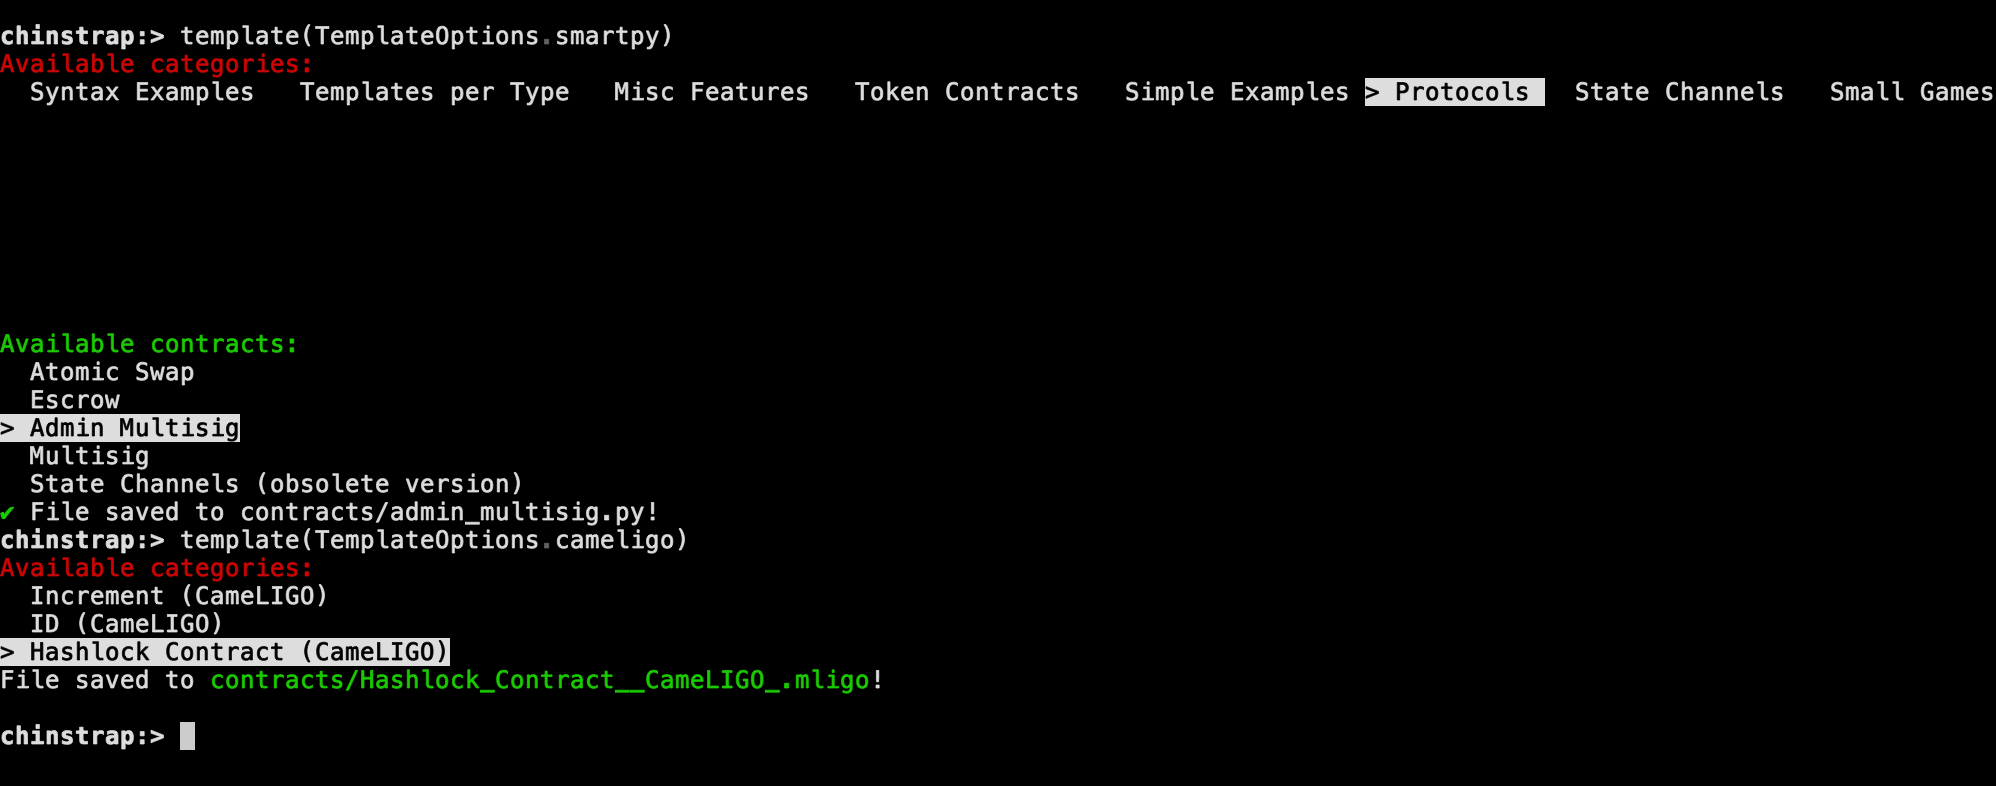 chinstrap:> template(TemplateOptions.smartpy)
Available categories:
Syntax Examples   Templates per Type   Misc Features   Token Contracts   Simple Examples > Protocols   State Channels   Small Games
Available contracts:
Atomic Swap
Escrow
> Admin Multisig
Multisig
State Channels (obsolete version)
✔ File saved to contracts/admin_multisig.py!
chinstrap:> template(TemplateOptions.cameligo)
Available categories:
Increment (CameLIGO)
ID (CameLIGO)
> Hashlock Contract (CameLIGO)
File saved to contracts/Hashlock_Contract__CameLIGO_.mligo!
chinstrap:>